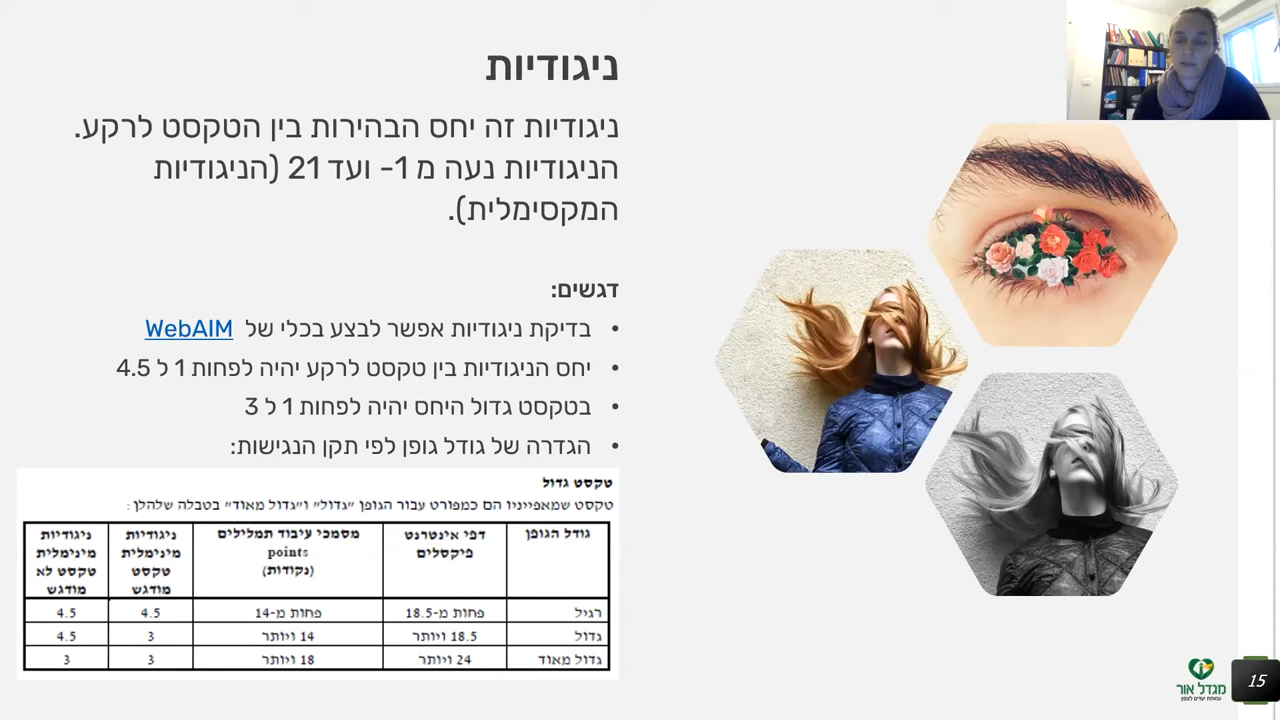 ניגודיות
ניגודיות זה יחס הבהירות בין הטקסט לרקע.
הניגודיות נעה מ 1- ועד 21 (הניגודיות
המקסימלית).
דגשים:
• בדיקת ניגודיות אפשר לבצע בכלי של WebAIM
• יחס הניגודיות בין טקסט לרקע יהיה לפחות 1 ל 4.5
• בטקסט גדול היחס יהיה לפחות 1 ל 3
• הגדרה של גודל גופן לפי תקן הנגישות:
טקסט גדול
טקסט שמאפייניו הם כמפורט עבור הגופן "גדול" ו"גדול מאוד" בטבלה שלהלן:
גודל הגופן דפי אינטרנט פיקסלים מסמכי עיבוד תמלילים points (נקודות) ניגודיות מינימלית טקסט מודגש ניגודיות מינימלית טקסט לא מודגש
רגיל פחות מ-18.5 פחות מ-14 4.5 4.5
גדול 18.5 ויותר 14 ויותר 3 4.5
גדול מאוד 24 ויותר 18 ויותר 3 3
מגדל אור
15